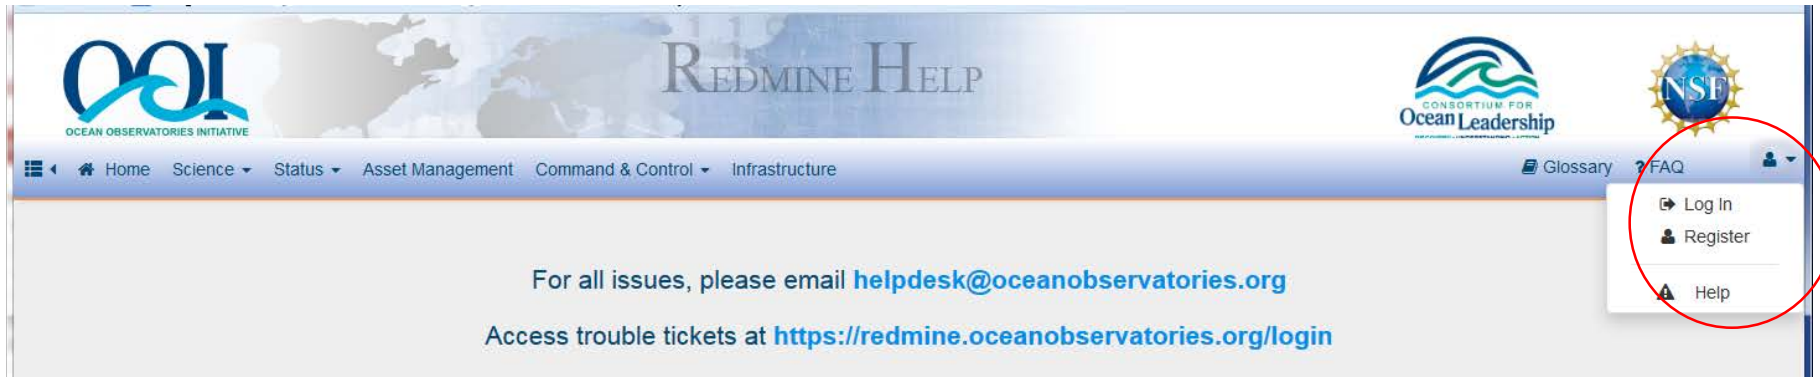 REDMINE HELP
OOI
OCEAN OBSERVATORIES INITIATIVE
CONSORTIUM FOR
Ocean Leadership
NSF
Home Science Status Asset Management Command & Control Infrastructure Glossary ? FAQ
Log In
Register
Help
For all issues, please email helpdesk@oceanobservatories.org
Access trouble tickets at https://redmine.oceanobservatories.org/login